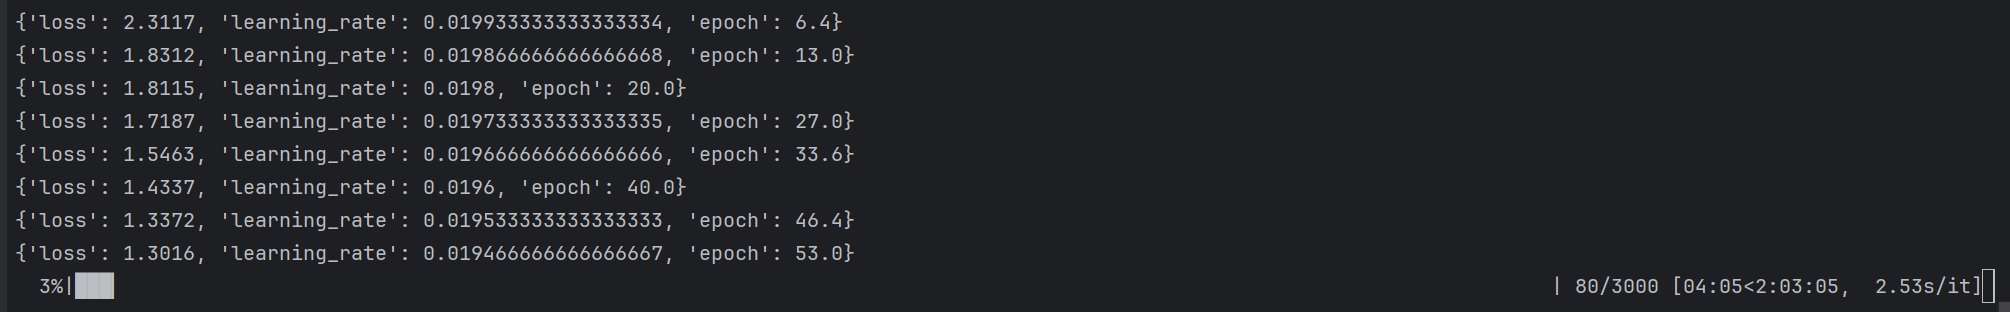 {'loss': 2.3117, 'learning_rate': 0.019933333333333334, 'epoch': 6.4}
{'loss': 1.8312, 'learning_rate': 0.019866666666666668, 'epoch': 13.0}
{'loss': 1.8115, 'learning_rate': 0.0198, 'epoch': 20.0}
{'loss': 1.7187, 'learning_rate': 0.019733333333333335, 'epoch': 27.0}
{'loss': 1.5463, 'learning_rate': 0.019666666666666666, 'epoch': 33.6}
{'loss': 1.4337, 'learning_rate': 0.0196, 'epoch': 40.0}
{'loss': 1.3372, 'learning_rate': 0.019533333333333333, 'epoch': 46.4}
{'loss': 1.3016, 'learning_rate': 0.019466666666666667, 'epoch': 53.0}
3%|███ | 80/3000 [04:05<2:03:05, 2.53s/it]